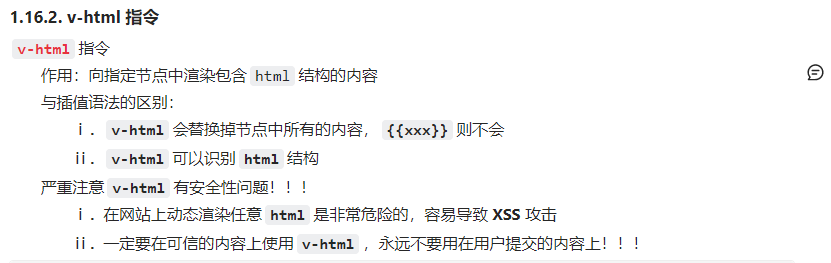 1.16.2. v-html 指令
v-html 指令
作用：向指定节点中渲染包含 html 结构的内容
与插值语法的区别：
ⅰ. v-html 会替换掉节点中所有的内容， {{xxx}} 则不会
ⅱ. v-html 可以识别 html 结构
严重注意 v-html 有安全性问题！！！
ⅰ. 在网站上动态渲染任意 html 是非常危险的，容易导致 XSS 攻击
ⅱ. 一定要在可信的内容上使用 v-html ，永远不要用在用户提交的内容上！！！